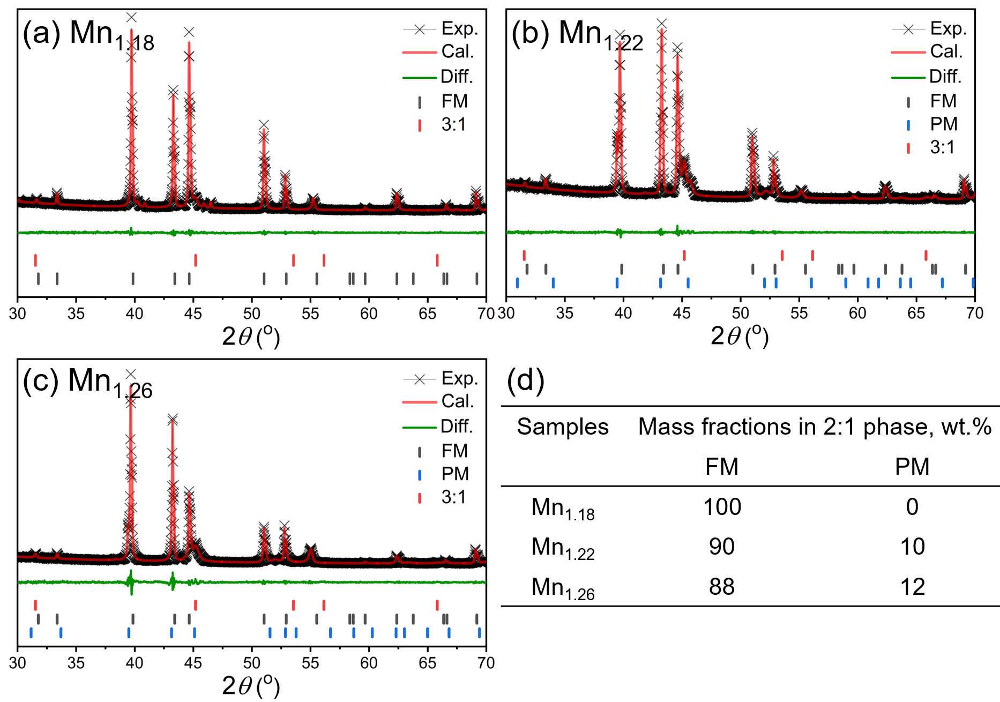 (a) Mn1.18
Exp.
Cal.
Diff.
FM
3:1
30 35 40 45 50 55 60 65 70
2θ (o)
(b) Mn1.22
Exp.
Cal.
Diff.
FM
PM
3:1
30 35 40 45 50 55 60 65 70
2θ (o)
(c) Mn1.26
Exp.
Cal.
Diff.
FM
PM
3:1
30 35 40 45 50 55 60 65 70
2θ (o)
(d)
Samples Mass fractions in 2:1 phase, wt.%
FM PM
Mn1.18 100 0
Mn1.22 90 10
Mn1.26 88 12